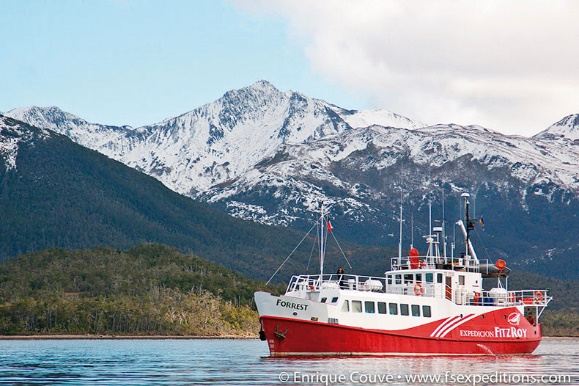 FORREST
EXPEDICION FITZROY
© Enrique Couve • www.fsexpeditions.com